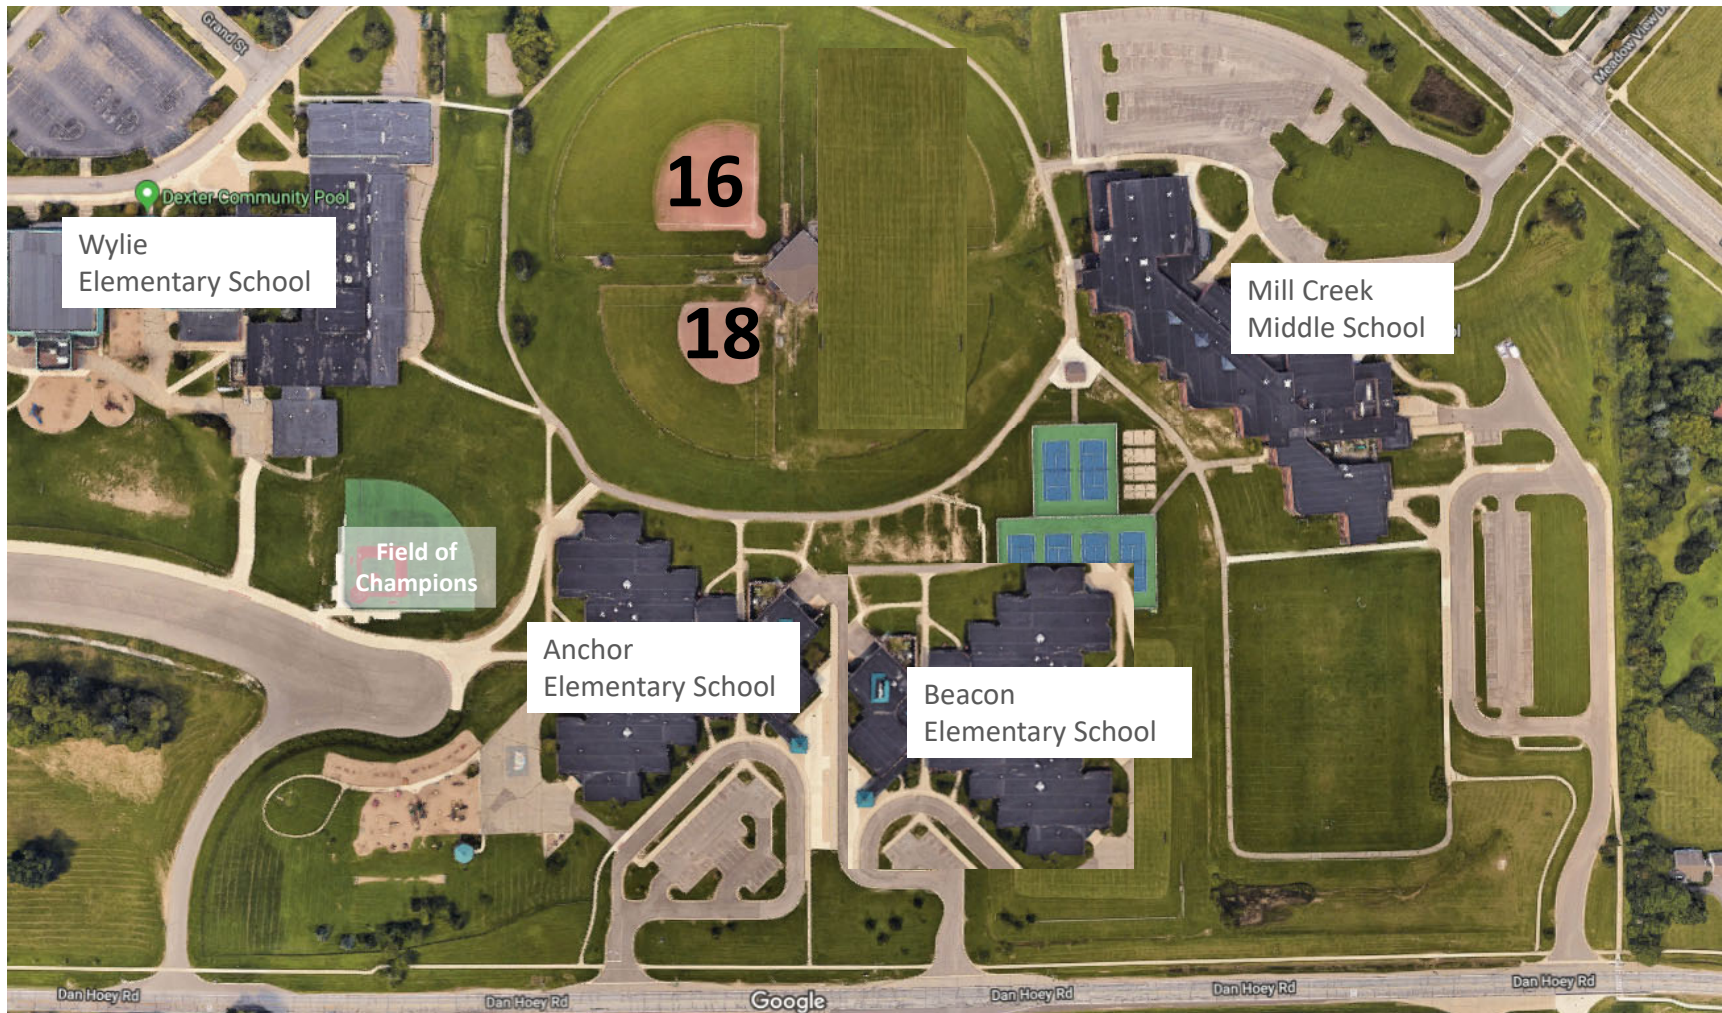 Grand St
Meadow View D
16
Dexter Community Pool
Wylie
Elementary School
Mill Creek
Middle School
18
Field of
Champions
Anchor
Elementary School
Beacon
Elementary School
Dan Hoey Rd
Dan Hoey Rd
Google
Dan Hoey Rd
Dan Hoey Rd
Dan Hoey Rd